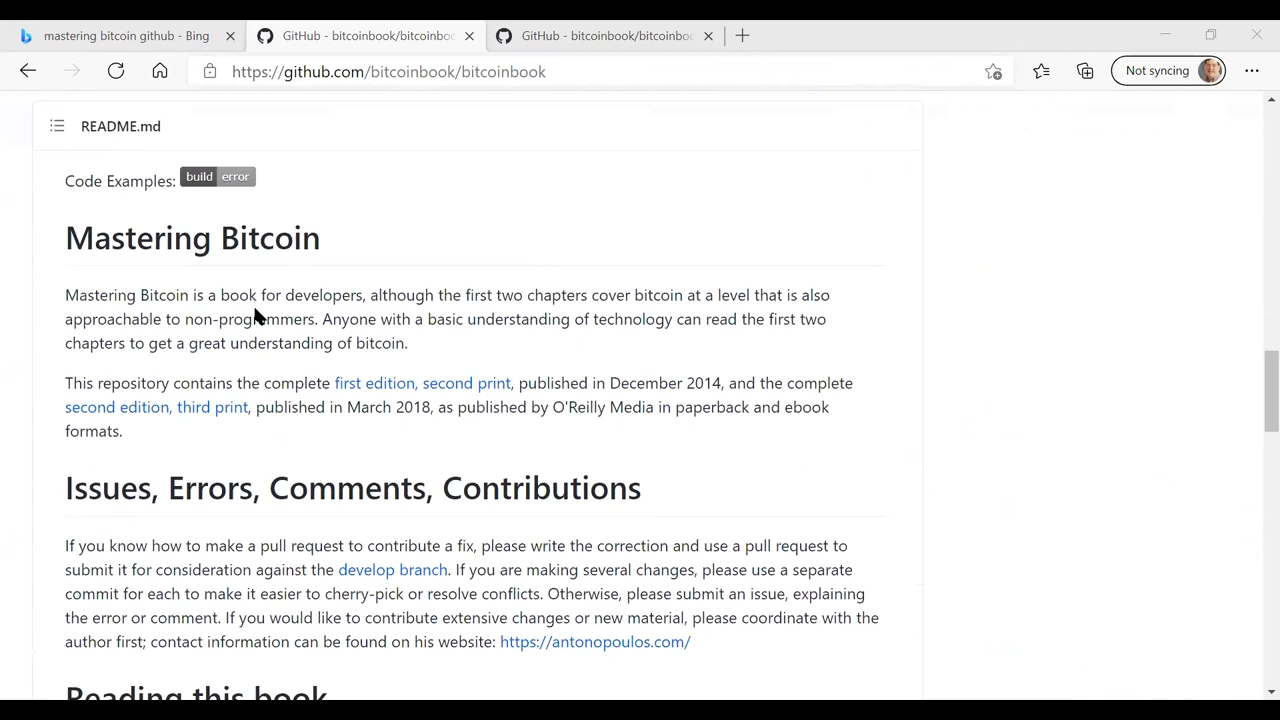 mastering bitcoin github - Bing
GitHub - bitcoinbook/bitcoinboo
GitHub - bitcoinbook/bitcoinboo
https://github.com/bitcoinbook/bitcoinbook
Not syncing
README.md
Code Examples: build error
Mastering Bitcoin
Mastering Bitcoin is a book for developers, although the first two chapters cover bitcoin at a level that is also
approachable to non-programmers. Anyone with a basic understanding of technology can read the first two
chapters to get a great understanding of bitcoin.
This repository contains the complete first edition, second print, published in December 2014, and the complete
second edition, third print, published in March 2018, as published by O'Reilly Media in paperback and ebook
formats.
Issues, Errors, Comments, Contributions
If you know how to make a pull request to contribute a fix, please write the correction and use a pull request to
submit it for consideration against the develop branch. If you are making several changes, please use a separate
commit for each to make it easier to cherry-pick or resolve conflicts. Otherwise, please submit an issue, explaining
the error or comment. If you would like to contribute extensive changes or new material, please coordinate with the
author first; contact information can be found on his website: https://antonopoulos.com/
Reading this book